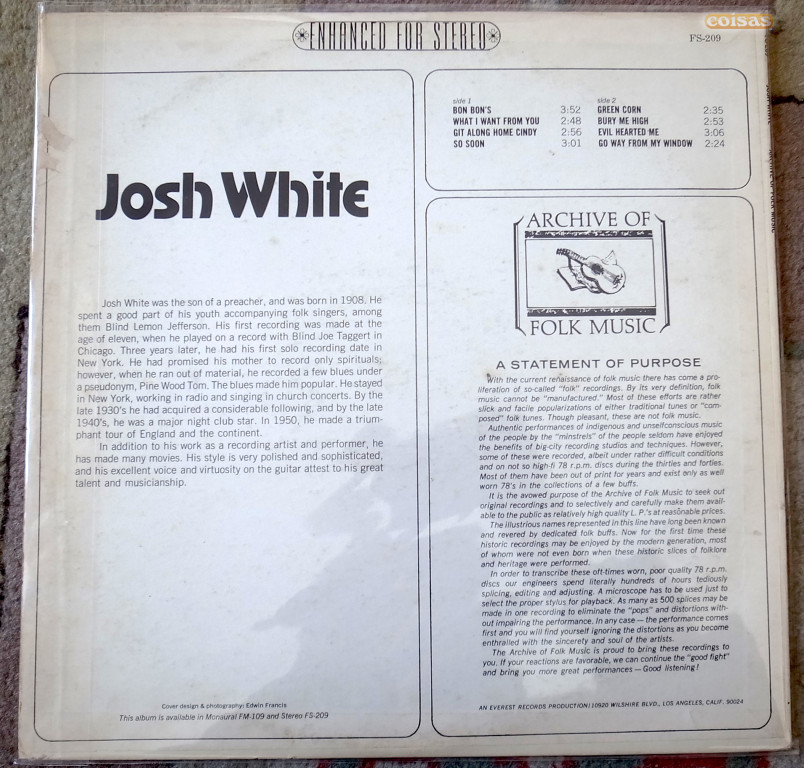 coisas
ENHANCED FOR STEREO
FS-209
side 1
BON BON'S 3:52
WHAT I WANT FROM YOU 2:48
GIT ALONG HOME CINDY 2:56
SO SOON 3:01
side 2
GREEN CORN 2:35
BURY ME HIGH 2:53
EVIL HEARTED ME 3:06
GO WAY FROM MY WINDOW 2:24
Josh White
Josh White was the son of a preacher, and was born in 1908. He
spent a good part of his youth accompanying folk singers, among
them Blind Lemon Jefferson. His first recording was made at the
age of eleven, when he played on a record with Blind Joe Taggert in
Chicago. Three years later, he had his first solo recording date in
New York. He had promised his mother to record only spirituals;
however, when he ran out of material, he recorded a few blues under
a pseudonym, Pine Wood Tom. The blues made him popular. He stayed
in New York, working in radio and singing in church concerts. By the
late 1930's he had acquired a considerable following, and by the late
1940's, he was a major night club star. In 1950, he made a trium-
phant tour of England and the continent.
In addition to his work as a recording artist and performer, he
has made many movies. His style is very polished and sophisticated,
and his excellent voice and virtuosity on the guitar attest to his great
talent and musicianship.
Cover design & photography: Edwin Francis
This album is available in Monaural FM-109 and Stereo FS-209
ARCHIVE OF
FOLK MUSIC
A STATEMENT OF PURPOSE
With the current renaissance of folk music there has come a pro-
liferation of so-called "folk" recordings. By its very definition, folk
music cannot be "manufactured." Most of these efforts are rather
slick and facile popularizations of either traditional tunes or "com-
posed" folk tunes. Though pleasant, these are not folk music.
Authentic performances of indigenous and unselfconscious music
of the people by the "minstrels" of the people seldom have enjoyed
the benefits of big-city recording studios and techniques. However,
some of these were recorded, albeit under rather difficult conditions
and on not so high-fi 78 r.p.m. discs during the thirties and forties.
Most of them have been out of print for years and exist only as well
worn 78's in the collections of a few buffs.
It is the avowed purpose of the Archive of Folk Music to seek out
original recordings and to selectively and carefully make them avail-
able to the public as relatively high quality L. P.'s at reasonable prices.
The illustrious names represented in this line have long been known
and revered by dedicated folk buffs. Now for the first time these
historic recordings may be enjoyed by the modern generation, most
of whom were not even born when these historic slices of folklore
and heritage were performed.
In order to transcribe these oft-times worn, poor quality 78 r.p.m.
discs our engineers spend literally hundreds of hours tediously
splicing, editing and adjusting. A microscope has to be used just to
select the proper stylus for playback. As many as 500 splices may be
made in one recording to eliminate the "pops" and distortions with-
out impairing the performance. In any case — the performance comes
first and you will find yourself ignoring the distortions as you become
enthralled with the sincerety and soul of the artists.
The Archive of Folk Music is proud to bring these recordings to
you. If your reactions are favorable, we can continue the "good fight"
and bring you more great performances — Good listening!
AN EVEREST RECORDS PRODUCTION/10920 WILSHIRE BLVD., LOS ANGELES, CALIF. 90024